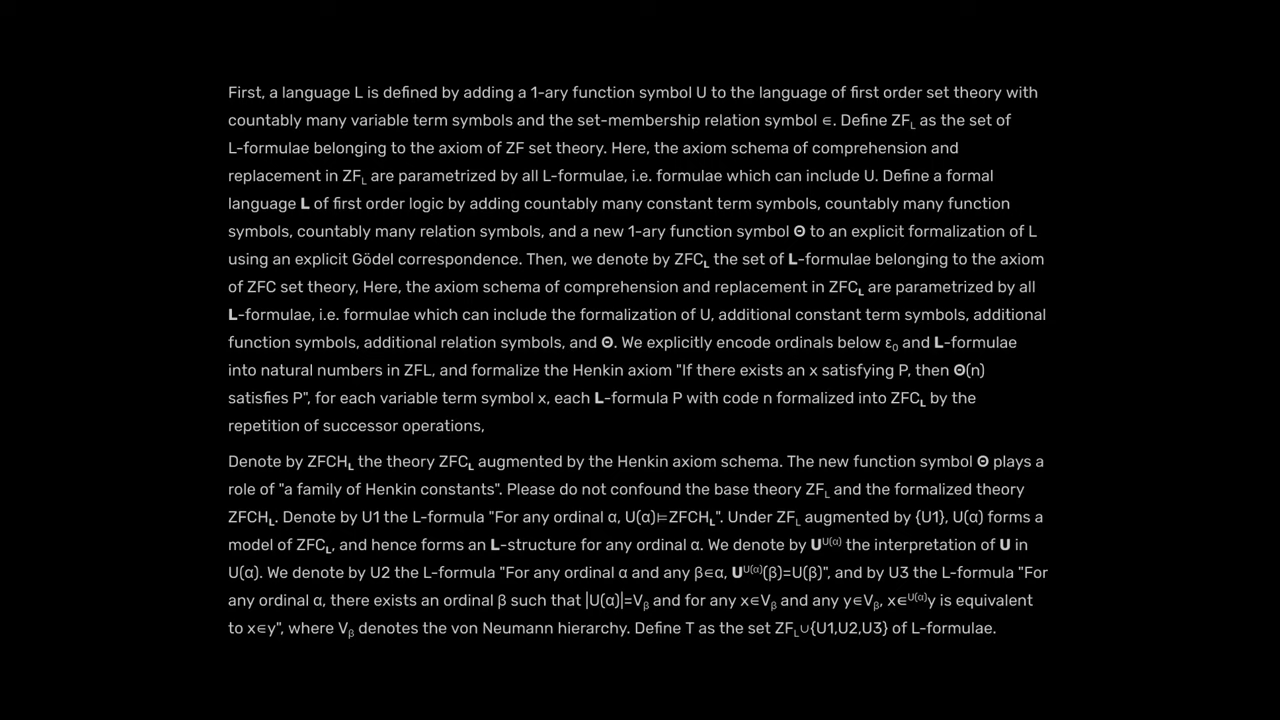 First, a language L is defined by adding a 1-ary function symbol U to the language of first order set theory with
countably many variable term symbols and the set-membership relation symbol ∈. Define ZF_L as the set of
L-formulae belonging to the axiom of ZF set theory. Here, the axiom schema of comprehension and
replacement in ZF_L are parametrized by all L-formulae, i.e. formulae which can include U. Define a formal
language L of first order logic by adding countably many constant term symbols, countably many function
symbols, countably many relation symbols, and a new 1-ary function symbol Θ to an explicit formalization of L
using an explicit Gödel correspondence. Then, we denote by ZFC_L the set of L-formulae belonging to the axiom
of ZFC set theory, Here, the axiom schema of comprehension and replacement in ZFC_L are parametrized by all
L-formulae, i.e. formulae which can include the formalization of U, additional constant term symbols, additional
function symbols, additional relation symbols, and Θ. We explicitly encode ordinals below ε₀ and L-formulae
into natural numbers in ZFL, and formalize the Henkin axiom "If there exists an x satisfying P, then Θ(n)
satisfies P", for each variable term symbol x, each L-formula P with code n formalized into ZFC_L by the
repetition of successor operations,
Denote by ZFCH_L the theory ZFC_L augmented by the Henkin axiom schema. The new function symbol Θ plays a
role of "a family of Henkin constants". Please do not confound the base theory ZF_L and the formalized theory
ZFCH_L. Denote by U1 the L-formula "For any ordinal α, U(α)⊨ZFCH_L". Under ZF_L augmented by {U1}, U(α) forms a
model of ZFC_L, and hence forms an L-structure for any ordinal α. We denote by U^U(α) the interpretation of U in
U(α). We denote by U2 the L-formula "For any ordinal α and any β∈α, U^U(α)(β)=U(β)", and by U3 the L-formula "For
any ordinal α, there exists an ordinal β such that |U(α)|=V_β and for any x∈V_β and any y∈V_β, x∈^U(α)y is equivalent
to x∈y", where V_β denotes the von Neumann hierarchy. Define T as the set ZF_L∪{U1,U2,U3} of L-formulae.